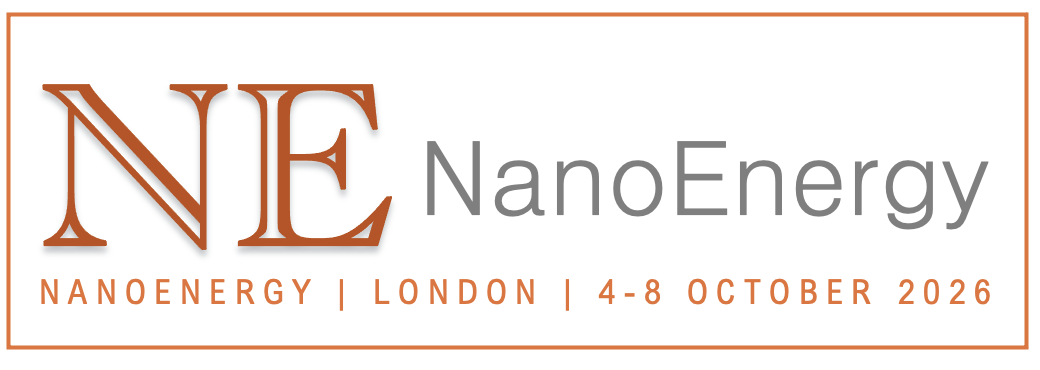 NE NanoEnergy
NANOENERGY | LONDON | 4-8 OCTOBER 2026